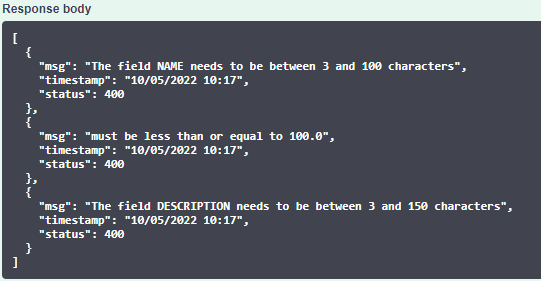 Response body
[
  {
    "msg": "The field NAME needs to be between 3 and 100 characters",
    "timestamp": "10/05/2022 10:17",
    "status": 400
  },
  {
    "msg": "must be less than or equal to 100.0",
    "timestamp": "10/05/2022 10:17",
    "status": 400
  },
  {
    "msg": "The field DESCRIPTION needs to be between 3 and 150 characters",
    "timestamp": "10/05/2022 10:17",
    "status": 400
  }
]